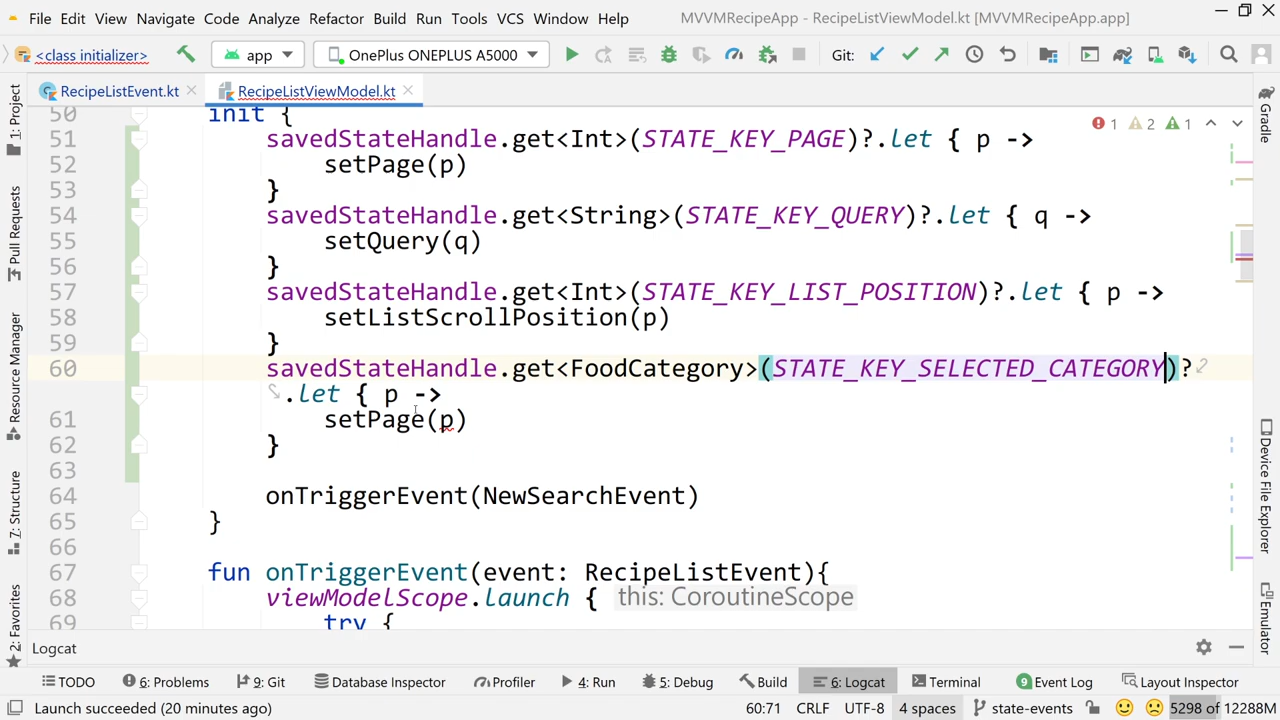 File Edit View Navigate Code Analyze Refactor Build Run Tools VCS Window Help MVVMRecipeApp - RecipeListViewModel.kt [MVVMRecipeApp.app]
<class initializer> app OnePlus ONEPLUS A5000 Git:
RecipeListEvent.kt RecipeListViewModel.kt
1: Project
Pull Requests
Resource Manager
7: Structure
2: Favorites
50 init {
51 savedStateHandle.get<Int>(STATE_KEY_PAGE)?.let { p ->
52 setPage(p)
53 }
54 savedStateHandle.get<String>(STATE_KEY_QUERY)?.let { q ->
55 setQuery(q)
56 }
57 savedStateHandle.get<Int>(STATE_KEY_LIST_POSITION)?.let { p ->
58 setListScrollPosition(p)
59 }
60 savedStateHandle.get<FoodCategory>(STATE_KEY_SELECTED_CATEGORY)?
.let { p ->
61 setPage(p)
62 }
63
64 onTriggerEvent(NewSearchEvent)
65 }
66
67 fun onTriggerEvent(event: RecipeListEvent){
68 viewModelScope.launch { this: CoroutineScope
69 try {
1 2 1
Gradle
Device File Explorer
Emulator
Logcat
TODO 6: Problems 9: Git Database Inspector Profiler 4: Run 5: Debug Build 6: Logcat Terminal 9 Event Log Layout Inspector
Launch succeeded (20 minutes ago) 60:71 CRLF UTF-8 4 spaces state-events 5298 of 12288M